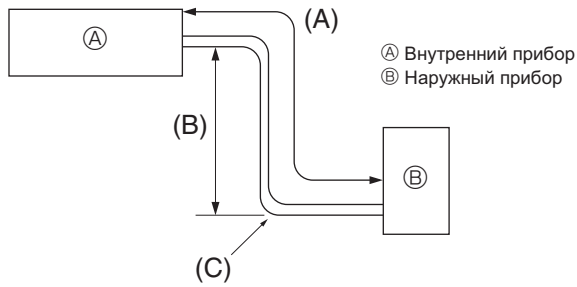 Ⓐ
(A)
Ⓐ Внутренний прибор
Ⓑ Наружный прибор
(B)
Ⓑ
(C)